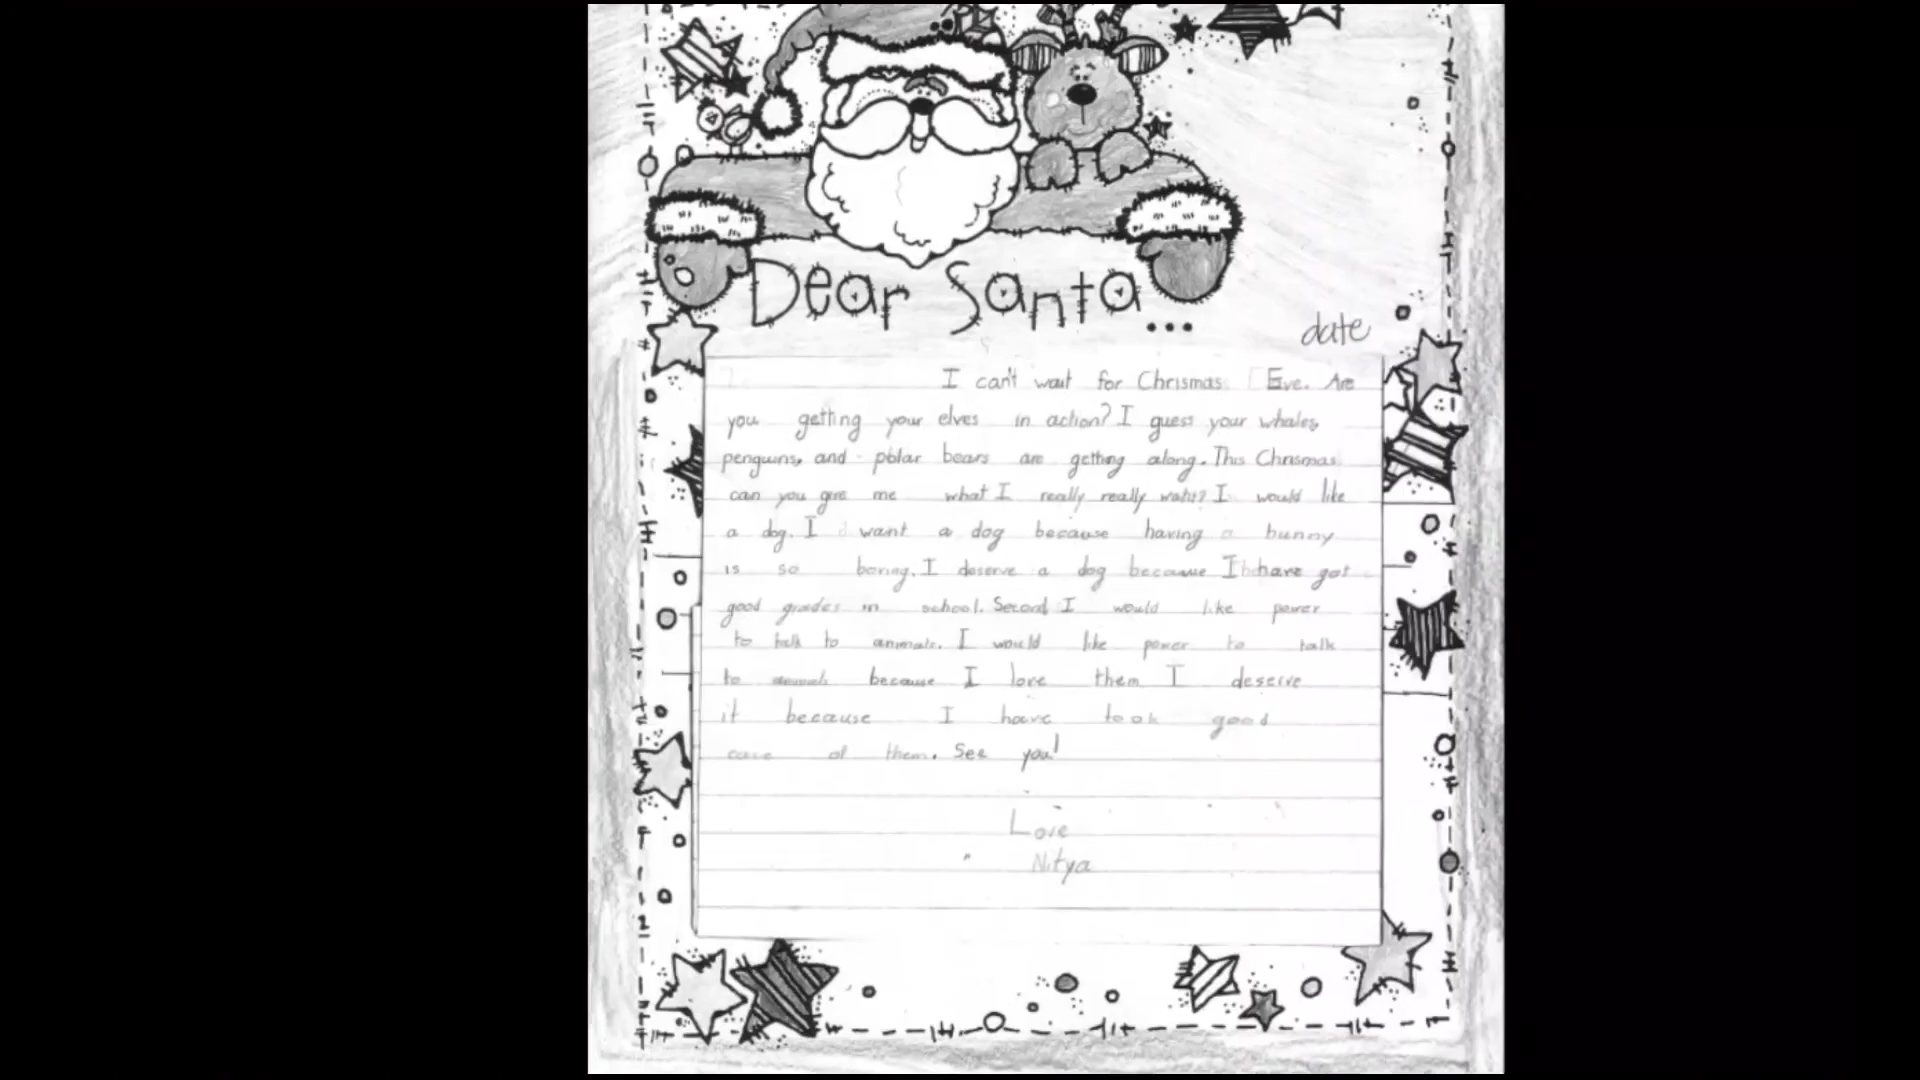 Dear Santa...
date
I can't wait for Chrismas Eve. Are
you getting your elves in action? I guess your whales,
penguins, and polar bears are getting along. This Chrismas
can you give me what I really really want? I would like
a dog. I want a dog because having a bunny
is so boring. I deserve a dog because I have got
good grades in school. Second I would like power
to talk to animals. I would like power to talk
to animals because I love them I deserve
it because I have took good
care of them. See you!
Love
Nitya